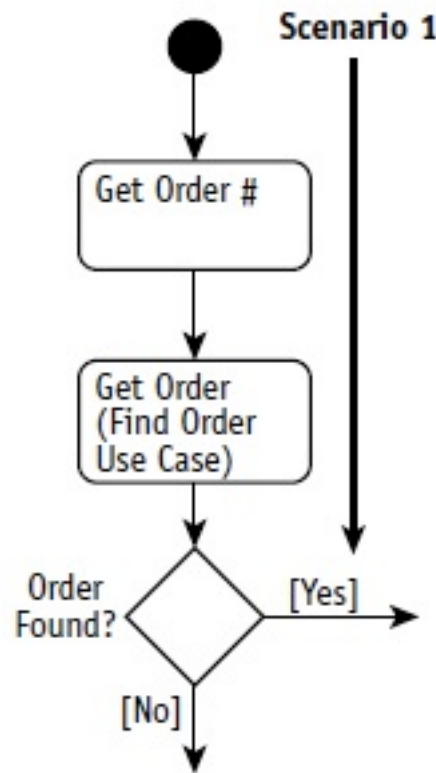 Scenario 1
Get Order #
Get Order
(Find Order
Use Case)
Order
Found?
[Yes]
[No]